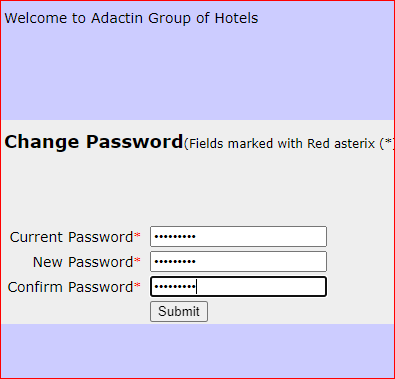 Welcome to Adactin Group of Hotels
Change Password(Fields marked with Red asterix (*)
Current Password* •••••••••
New Password* •••••••••
Confirm Password* •••••••••
Submit